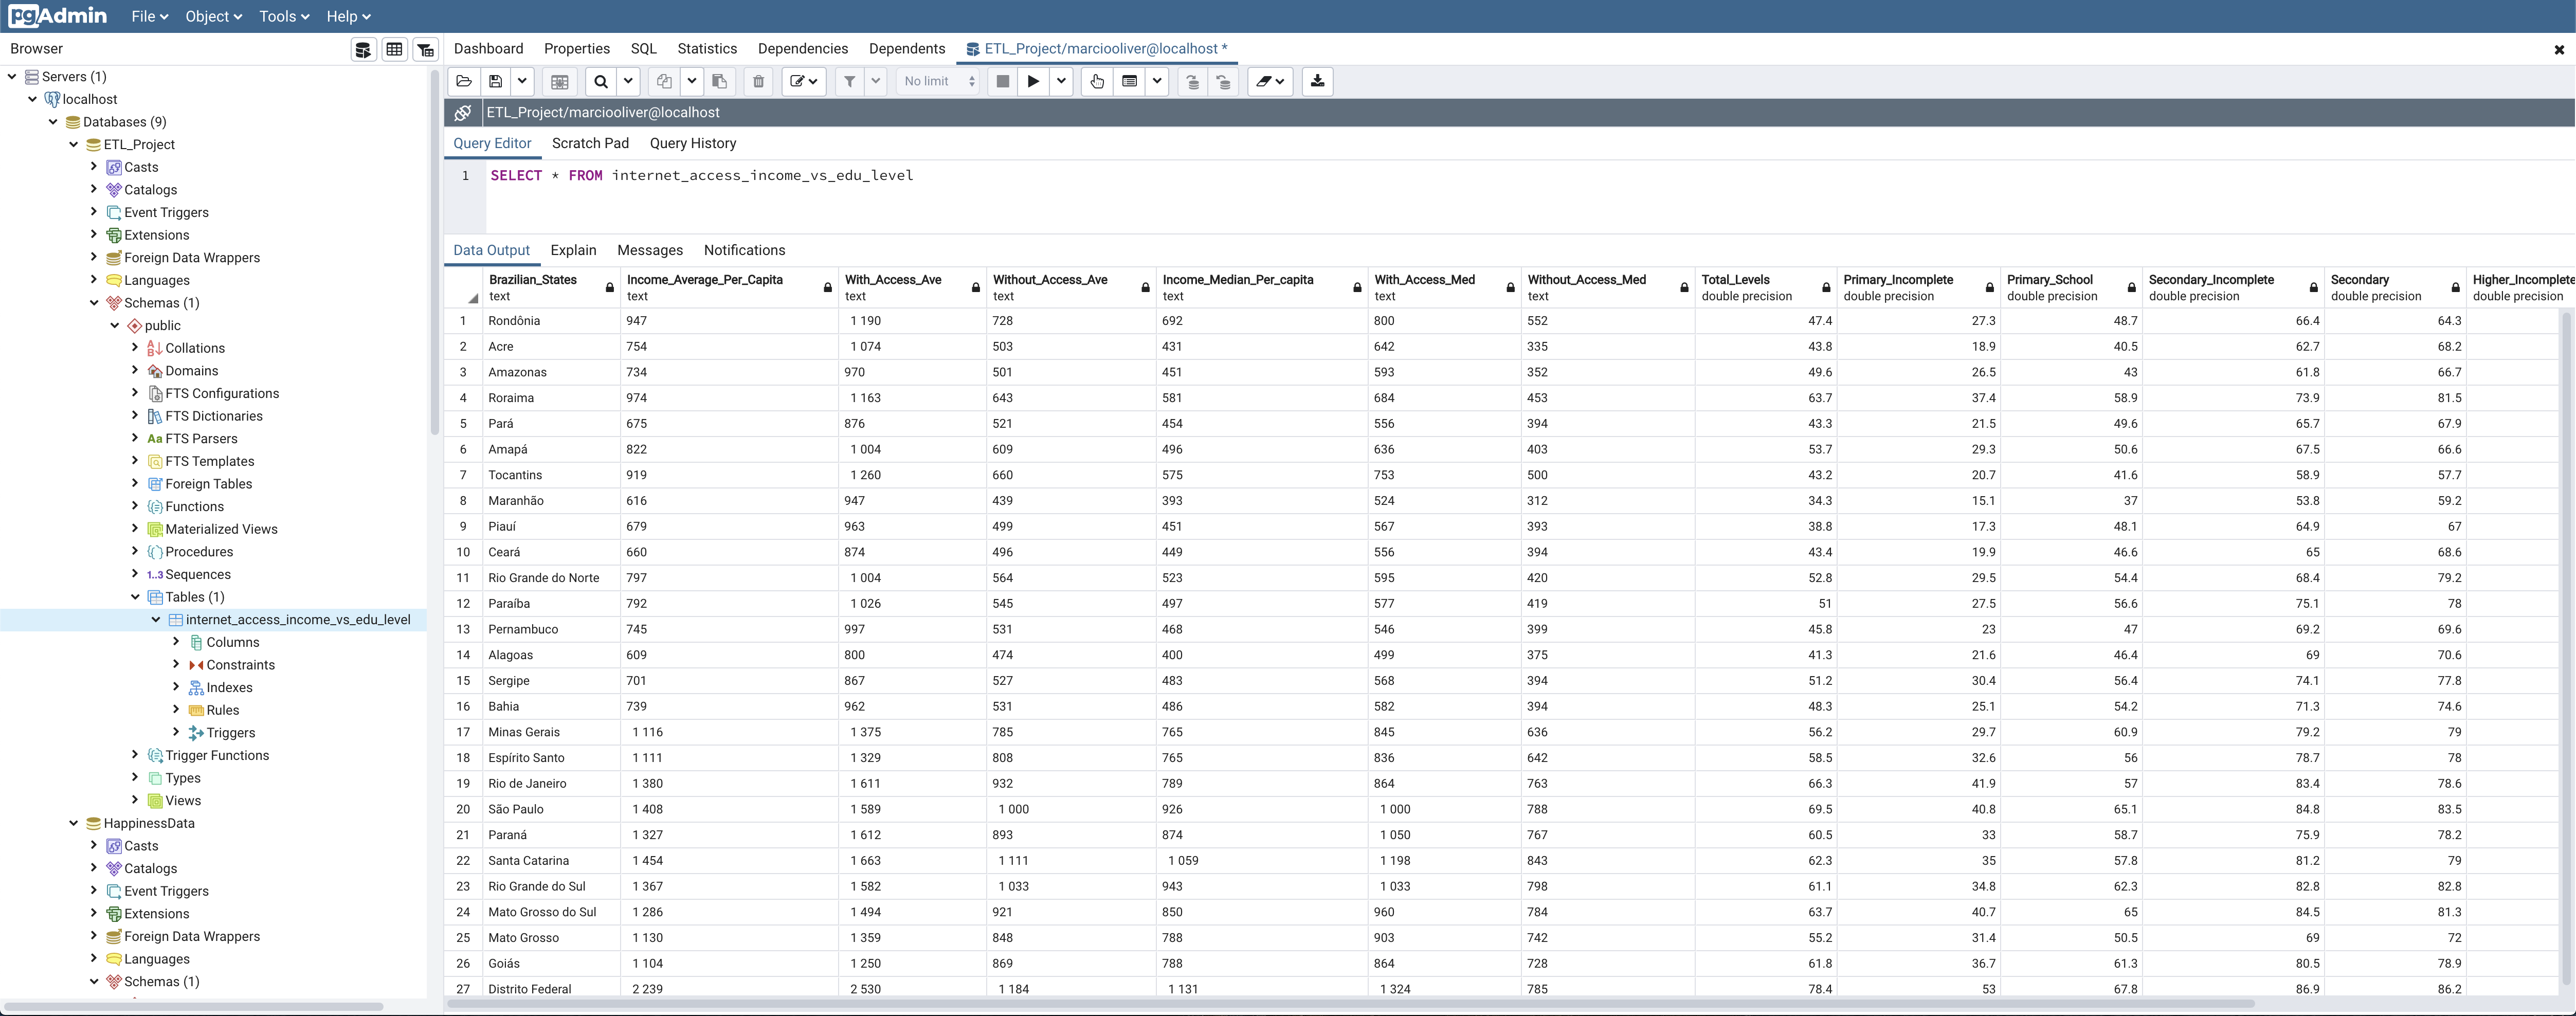 pgAdmin File Object Tools Help
Browser
Dashboard Properties SQL Statistics Dependencies Dependents ETL_Project/marciooliver@localhost *
Servers (1)
localhost
Databases (9)
ETL_Project
Casts
Catalogs
Event Triggers
Extensions
Foreign Data Wrappers
Languages
Schemas (1)
public
Collations
Domains
FTS Configurations
FTS Dictionaries
Aa FTS Parsers
FTS Templates
Foreign Tables
Functions
Materialized Views
Procedures
1..3 Sequences
Tables (1)
internet_access_income_vs_edu_level
Columns
Constraints
Indexes
Rules
Triggers
Trigger Functions
Types
Views
HappinessData
Casts
Catalogs
Event Triggers
Extensions
Foreign Data Wrappers
Languages
Schemas (1)
No limit
ETL_Project/marciooliver@localhost
Query Editor Scratch Pad Query History
1 SELECT * FROM internet_access_income_vs_edu_level
Data Output Explain Messages Notifications
Brazilian_States Income_Average_Per_Capita With_Access_Ave Without_Access_Ave Income_Median_Per_capita With_Access_Med Without_Access_Med Total_Levels Primary_Incomplete Primary_School Secondary_Incomplete Secondary Higher_Incomplete
text text text text text text text double precision double precision double precision double precision double precision double precision
1 Rondônia 947 1 190 728 692 800 552 47.4 27.3 48.7 66.4 64.3
2 Acre 754 1 074 503 431 642 335 43.8 18.9 40.5 62.7 68.2
3 Amazonas 734 970 501 451 593 352 49.6 26.5 43 61.8 66.7
4 Roraima 974 1 163 643 581 684 453 63.7 37.4 58.9 73.9 81.5
5 Pará 675 876 521 454 556 394 43.3 21.5 49.6 65.7 67.9
6 Amapá 822 1 004 609 496 636 403 53.7 29.3 50.6 67.5 66.6
7 Tocantins 919 1 260 660 575 753 500 43.2 20.7 41.6 58.9 57.7
8 Maranhão 616 947 439 393 524 312 34.3 15.1 37 53.8 59.2
9 Piauí 679 963 499 451 567 393 38.8 17.3 48.1 64.9 67
10 Ceará 660 874 496 449 556 394 43.4 19.9 46.6 65 68.6
11 Rio Grande do Norte 797 1 004 564 523 595 420 52.8 29.5 54.4 68.4 79.2
12 Paraíba 792 1 026 545 497 577 419 51 27.5 56.6 75.1 78
13 Pernambuco 745 997 531 468 546 399 45.8 23 47 69.2 69.6
14 Alagoas 609 800 474 400 499 375 41.3 21.6 46.4 69 70.6
15 Sergipe 701 867 527 483 568 394 51.2 30.4 56.4 74.1 77.8
16 Bahia 739 962 531 486 582 394 48.3 25.1 54.2 71.3 74.6
17 Minas Gerais 1 116 1 375 785 765 845 636 56.2 29.7 60.9 79.2 79
18 Espírito Santo 1 111 1 329 808 765 836 642 58.5 32.6 56 78.7 78
19 Rio de Janeiro 1 380 1 611 932 789 864 763 66.3 41.9 57 83.4 78.6
20 São Paulo 1 408 1 589 1 000 926 1 000 788 69.5 40.8 65.1 84.8 83.5
21 Paraná 1 327 1 612 893 874 1 050 767 60.5 33 58.7 75.9 78.2
22 Santa Catarina 1 454 1 663 1 111 1 059 1 198 843 62.3 35 57.8 81.2 79
23 Rio Grande do Sul 1 367 1 582 1 033 943 1 033 798 61.1 34.8 62.3 82.8 82.8
24 Mato Grosso do Sul 1 286 1 494 921 850 960 784 63.7 40.7 65 84.5 81.3
25 Mato Grosso 1 130 1 359 848 788 903 742 55.2 31.4 50.5 69 72
26 Goiás 1 104 1 250 869 788 864 728 61.8 36.7 61.3 80.5 78.9
27 Distrito Federal 2 239 2 530 1 184 1 131 1 324 785 78.4 53 67.8 86.9 86.2